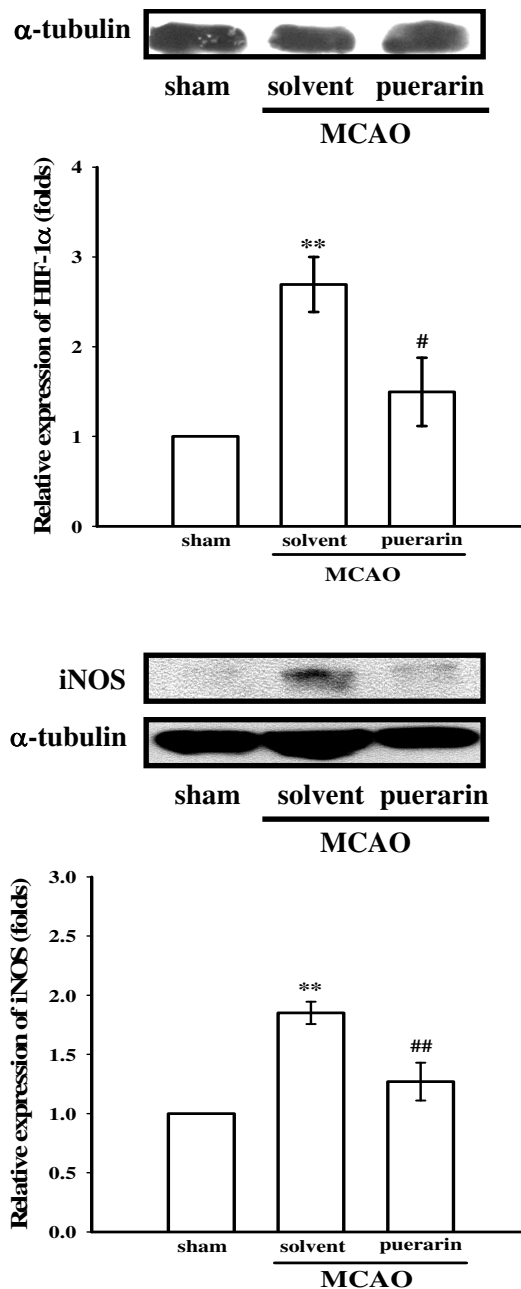 α-tubulin
sham solvent puerarin
MCAO
Relative expression of HIF-1α (folds)
4
3
2
1
0
**
#
sham solvent puerarin
MCAO
iNOS
α-tubulin
sham solvent puerarin
MCAO
Relative expression of iNOS (folds)
3.0
2.5
2.0
1.5
1.0
0.5
0.0
**
##
sham solvent puerarin
MCAO